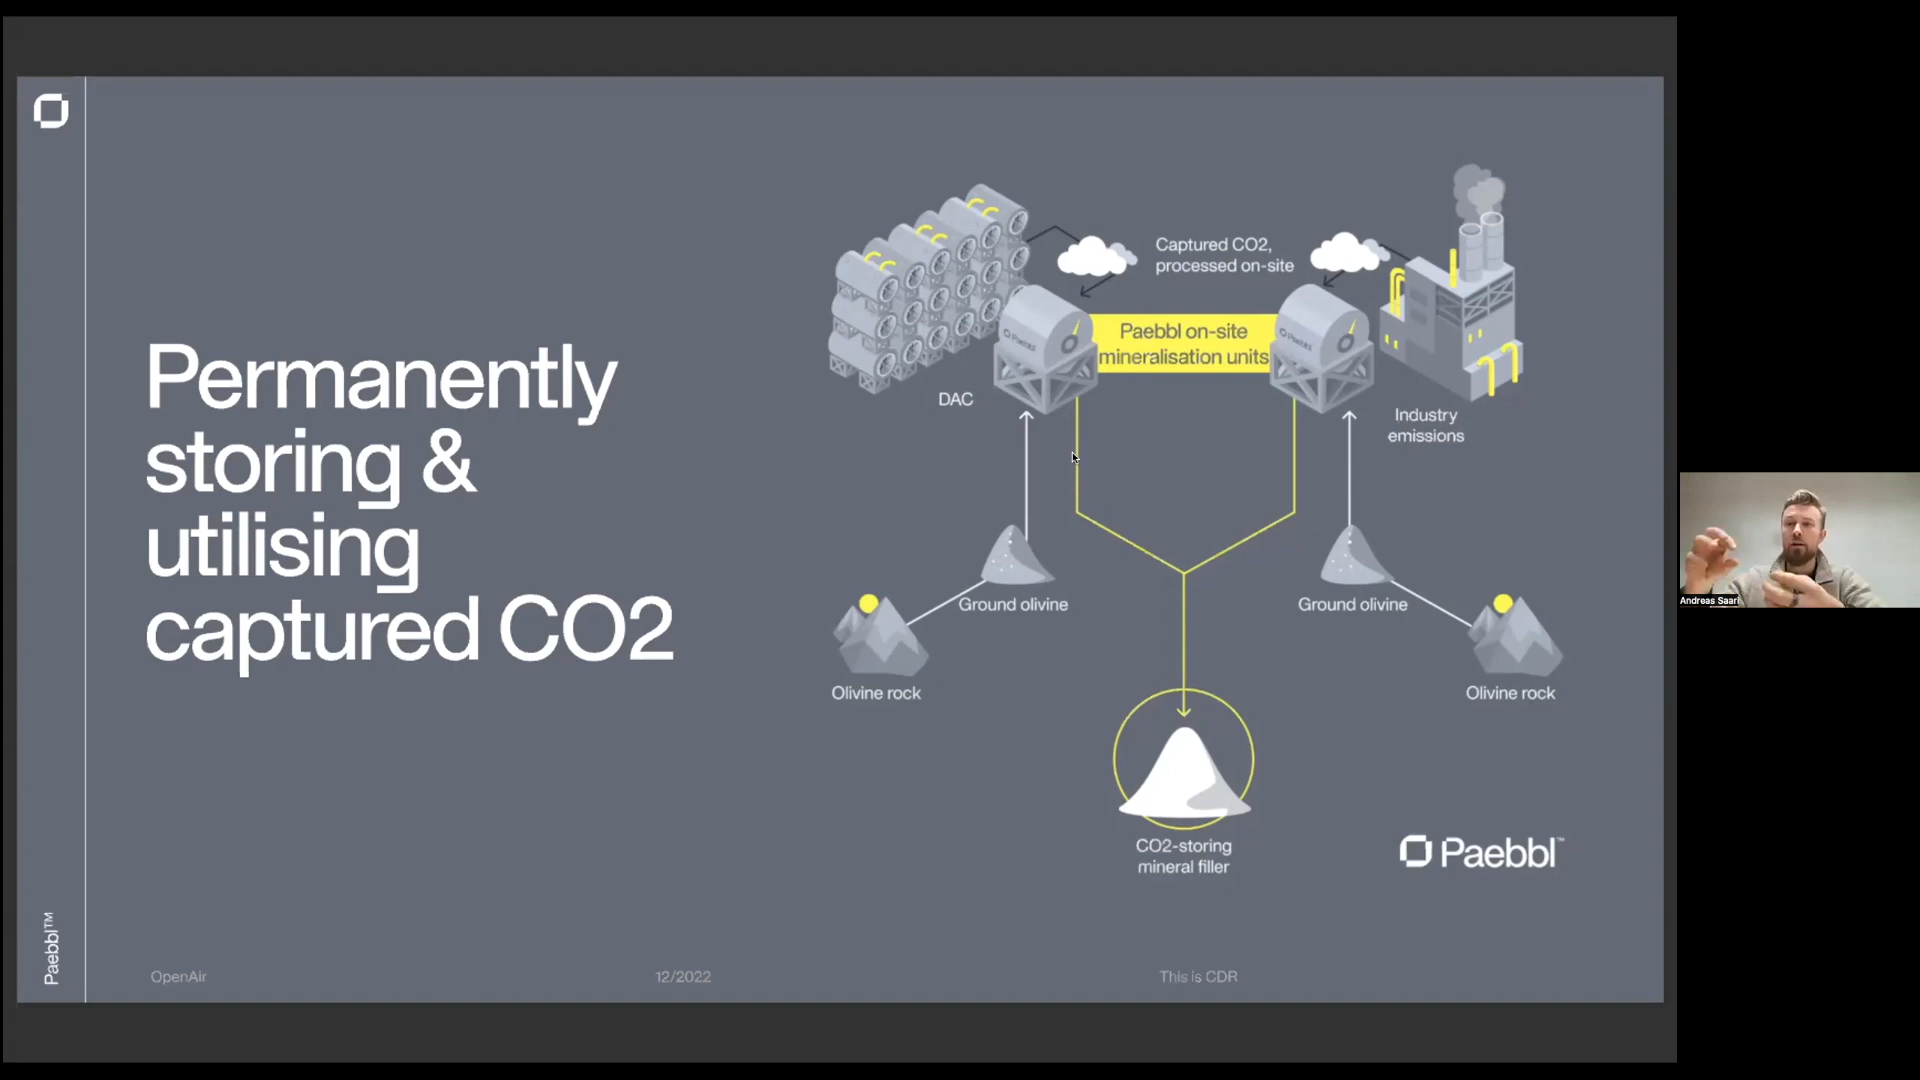 Permanently
storing &
utilising
captured CO2
Captured CO2,
processed on-site
Paebbl on-site
mineralisation units
Paebbl
Paebbl
DAC
Industry
emissions
Ground olivine
Ground olivine
Olivine rock
Olivine rock
CO2-storing
mineral filler
Paebbl™
Paebbl™
OpenAir
12/2022
This is CDR
Andreas Saari